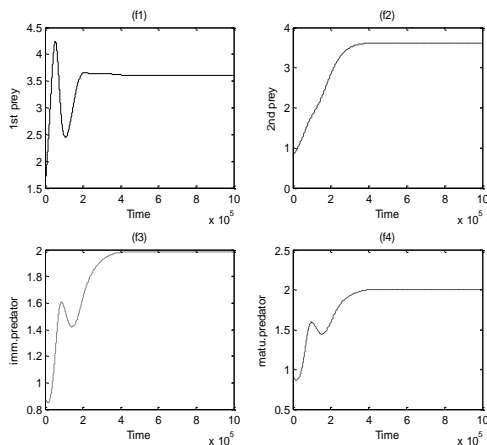 (f1)
4.5
4
3.5
3
2.5
2
1.5
1st prey
0 2 4 6 8 10
Time
x 10^5
(f2)
4
3
2
1
0
2nd prey
0 2 4 6 8 10
Time
x 10^5
(f3)
2
1.8
1.6
1.4
1.2
1
0.8
imm.predator
0 2 4 6 8 10
Time
x 10^5
(f4)
2.5
2
1.5
1
0.5
matu.predator
0 2 4 6 8 10
Time
x 10^5